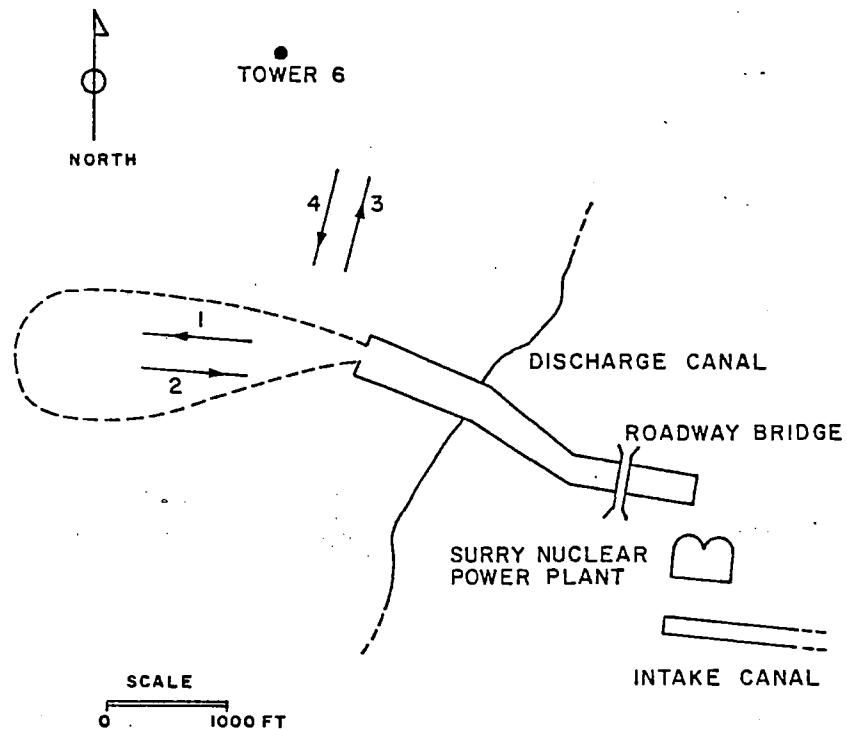 TOWER 6
NORTH
4
3
1
2
DISCHARGE CANAL
ROADWAY BRIDGE
SURRY NUCLEAR
POWER PLANT
INTAKE CANAL
SCALE
0 1000 FT